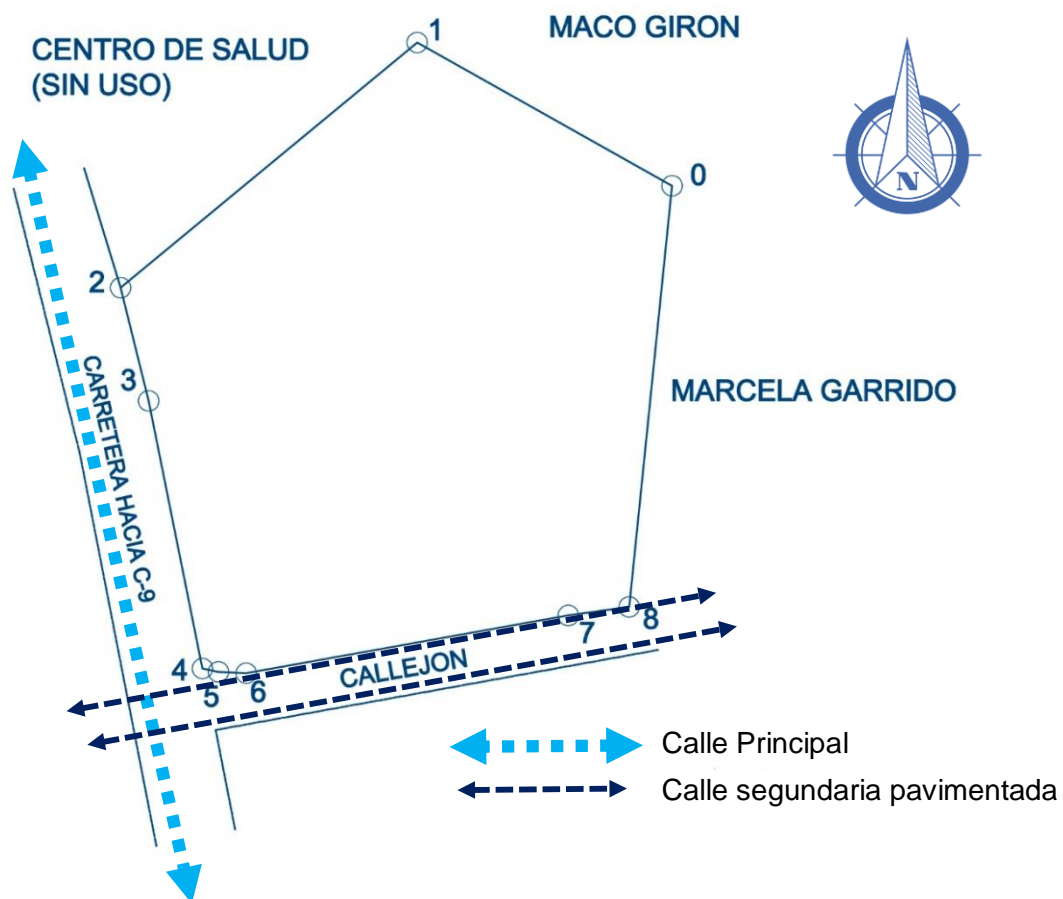 1
MACO GIRON
CENTRO DE SALUD
(SIN USO)
0
N
2
3
CARRETERA HACIA C-9
MARCELA GARRIDO
7
8
4
5
6
CALLEJON
Calle Principal
Calle segundaria pavimentada